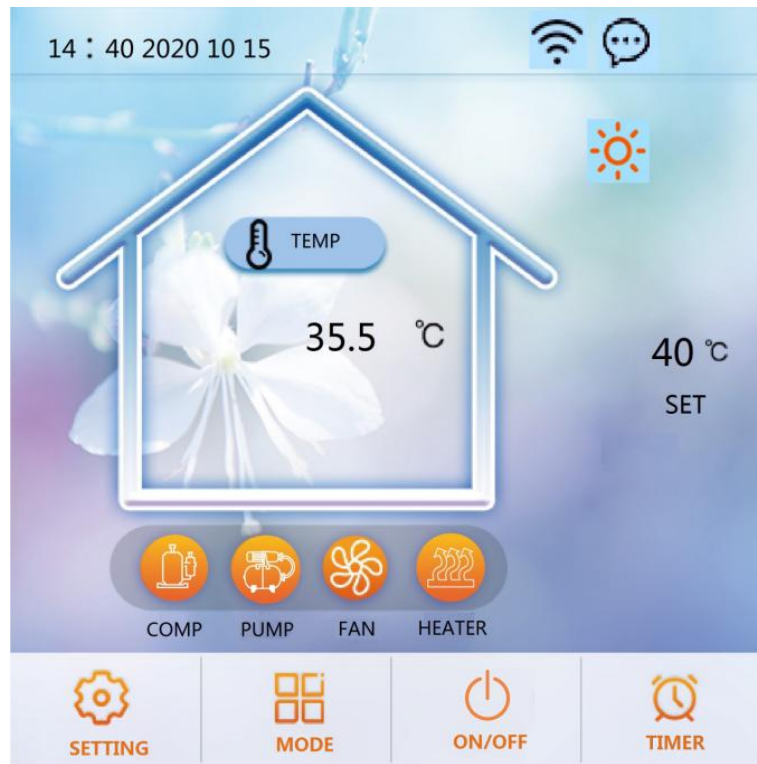 14：40 2020 10 15
TEMP
35.5 ℃
40 ℃
SET
COMP PUMP FAN HEATER
SETTING MODE ON/OFF TIMER